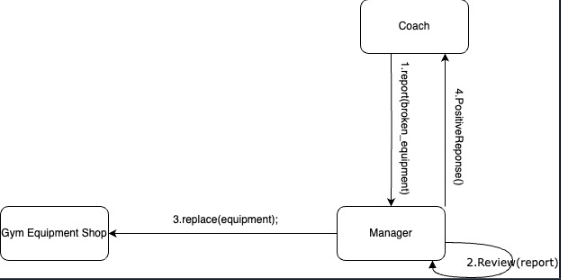 Coach
1.report(broken_equipment)
4.PositiveReponse()
3.replace(equipment);
Gym Equipment Shop
Manager
2.Review(report)